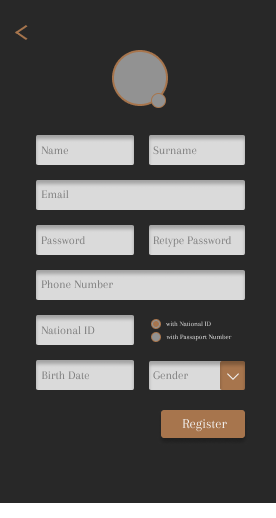 Name Surname
Email
Password Retype Password
Phone Number
National ID
with National ID
with Passaport Number
Birth Date Gender
Register